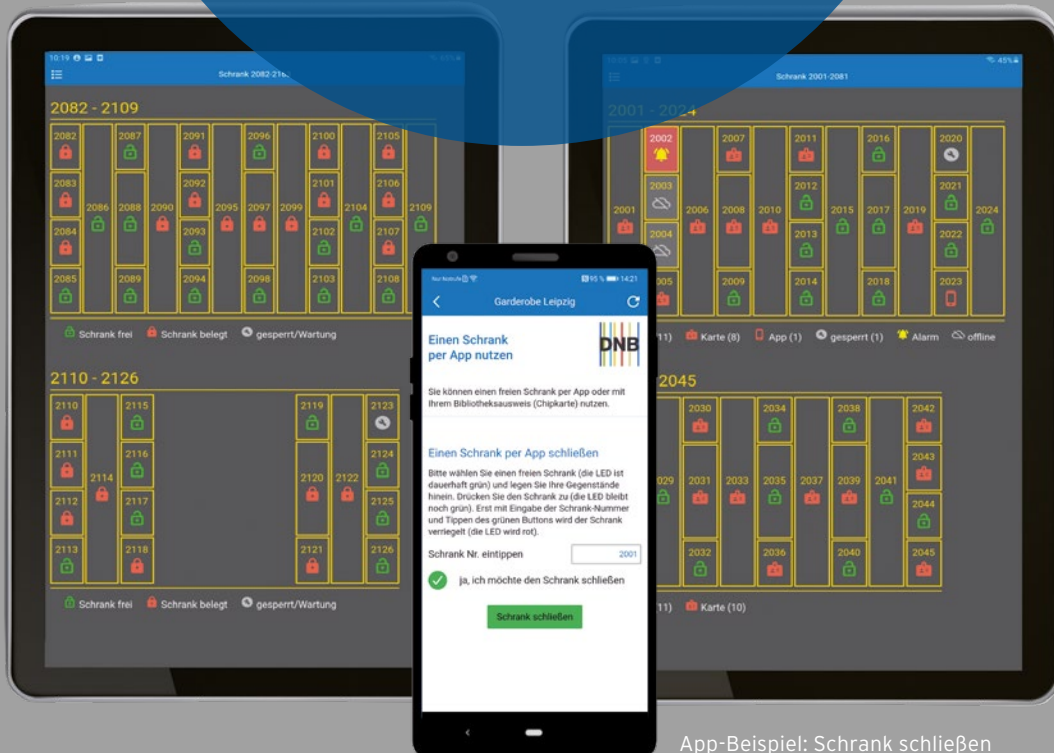 10:19
Schrank 2082-216
2082 - 2109
2082 2087 2091 2096 2100 2105
2083 2092 2101 2106
2086 2088 2090 2095 2097 2099 2104 2109
2084 2093 2102 2107
2085 2089 2094 2098 2103 2108
Schrank frei Schrank belegt gesperrt/Wartung
2110 - 2126
2110 2115 2119 2123
2111 2116 2124
2114 2120 2122
2112 2117 2125
2113 2118 2121 2126
Schrank frei Schrank belegt gesperrt/Wartung
95 % 14:21
Garderobe Leipzig
Einen Schrank
per App nutzen
DNB
Sie können einen freien Schrank per App oder mit
Ihrem Bibliotheksausweis (Chipkarte) nutzen.
Einen Schrank per App schließen
Bitte wählen Sie einen freien Schrank (die LED ist
dauerhaft grün) und legen Sie Ihre Gegenstände
hinein. Drücken Sie den Schrank zu (die LED bleibt
noch grün). Erst mit Eingabe der Schrank-Nummer
und Tippen des grünen Buttons wird der Schrank
verriegelt (die LED wird rot).
Schrank Nr. eintippen 2001
ja, ich möchte den Schrank schließen
Schrank schließen
45%
Schrank 2001-2081
2001 - 2024
2002 2007 2011 2016 2020
2003 2012 2021
2001 2006 2008 2010 2015 2017 2019 2024
2004 2013 2022
005 2009 2014 2018 2023
11) Karte (8) App (1) gesperrt (1) Alarm offline
2045
2030 2034 2038 2042
2043
029 2031 2033 2035 2037 2039 2041
2044
2032 2036 2040 2045
11) Karte (10)
App-Beispiel: Schrank schließen